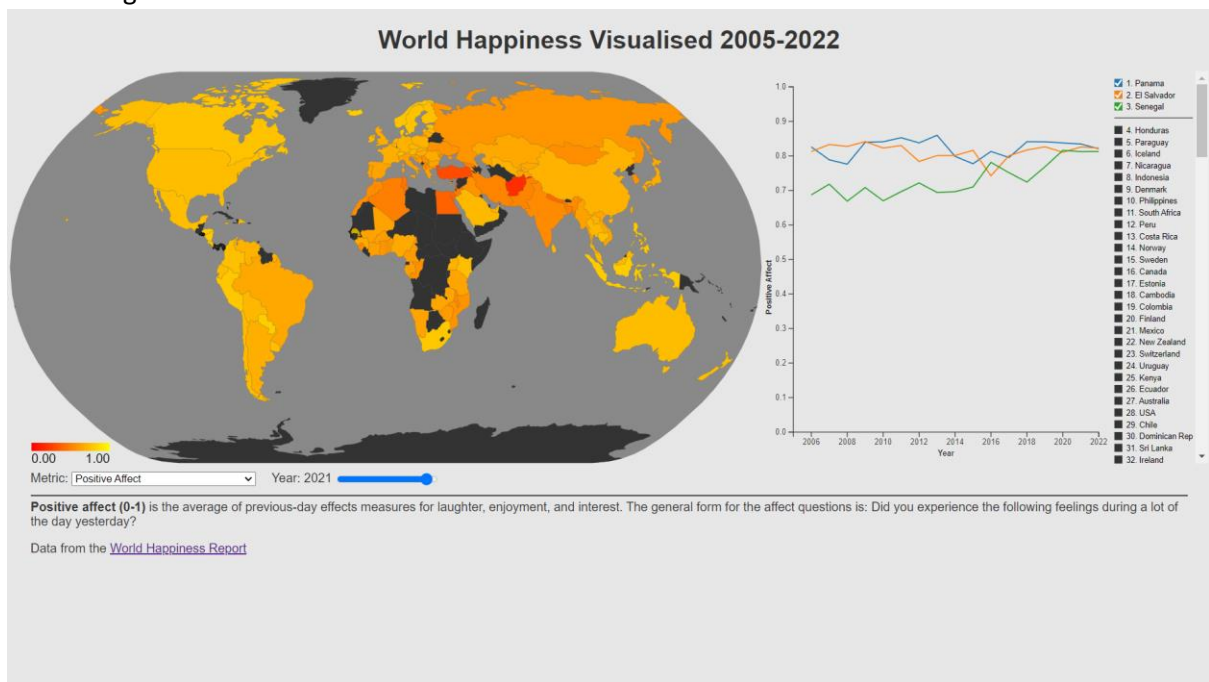 World Happiness Visualised 2005-2022
0.00 1.00
Metric: Positive Affect Year: 2021
1.0
0.9
0.8
0.7
0.6
0.5
0.4
0.3
0.2
0.1
0.0
Positive Affect
2006 2008 2010 2012 2014 2016 2018 2020 2022
Year
1. Panama
2. El Salvador
3. Senegal
4. Honduras
5. Paraguay
6. Iceland
7. Nicaragua
8. Indonesia
9. Denmark
10. Philippines
11. South Africa
12. Peru
13. Costa Rica
14. Norway
15. Sweden
16. Canada
17. Estonia
18. Cambodia
19. Colombia
20. Finland
21. Mexico
22. New Zealand
23. Switzerland
24. Uruguay
25. Kenya
26. Ecuador
27. Australia
28. USA
29. Chile
30. Dominican Rep
31. Sri Lanka
32. Ireland
Positive affect (0-1) is the average of previous-day effects measures for laughter, enjoyment, and interest. The general form for the affect questions is: Did you experience the following feelings during a lot of
the day yesterday?
Data from the World Happiness Report